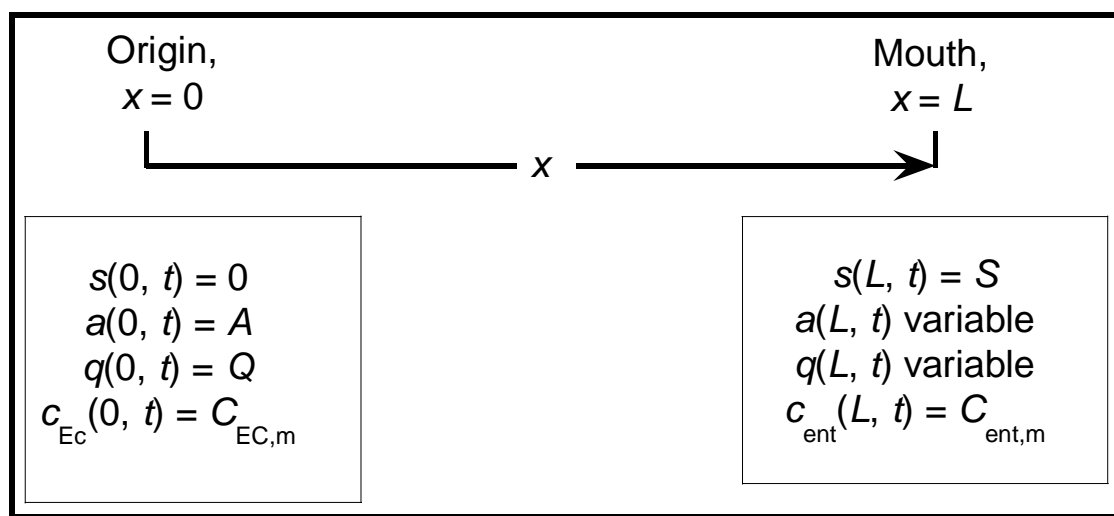 Origin,
x = 0
Mouth,
x = L
x
s(0, t) = 0
a(0, t) = A
q(0, t) = Q
c_Ec(0, t) = C_EC,m
s(L, t) = S
a(L, t) variable
q(L, t) variable
c_ent(L, t) = C_ent,m